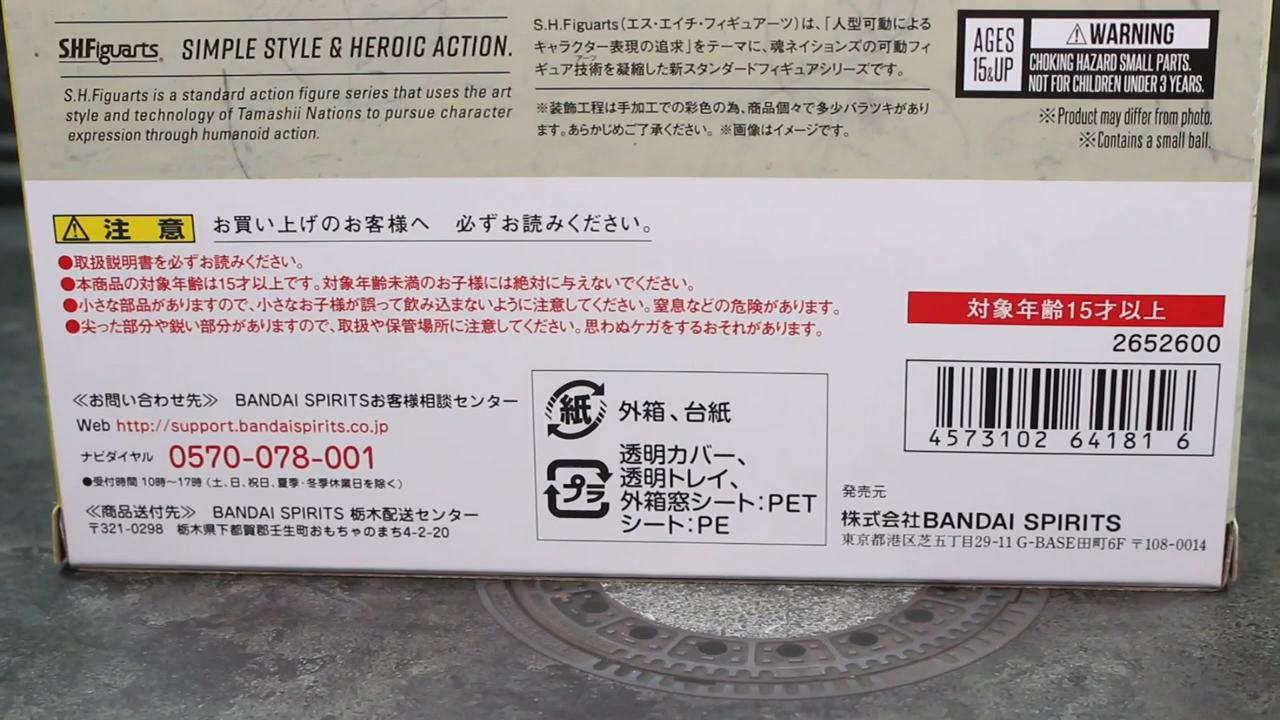 S.H.Figuarts SIMPLE STYLE & HEROIC ACTION.
S.H.Figuarts is a standard action figure series that uses the art
style and technology of Tamashii Nations to pursue character
expression through humanoid action.
S.H.Figuarts(エス・エイチ・フィギュアーツ)は、「人型可動による
キャラクター表現の追求」をテーマに、魂ネイションズの可動フィ
ギュア技術を凝縮した新スタンダードフィギュアシリーズです。
アーツ
※装飾工程は手加工での彩色の為、商品個々で多少バラツキがあり
ます。あらかじめご了承ください。 ※画像はイメージです。
AGES
15&UP
⚠WARNING
CHOKING HAZARD SMALL PARTS.
NOT FOR CHILDREN UNDER 3 YEARS.
※Product may differ from photo.
※Contains a small ball.
⚠注意 お買い上げのお客様へ 必ずお読みください。
●取扱説明書を必ずお読みください。
●本商品の対象年齢は15才以上です。対象年齢未満のお子様には絶対に与えないでください。
●小さな部品がありますので、小さなお子様が誤って飲み込まないように注意してください。窒息などの危険があります。
●尖った部分や鋭い部分がありますので、取扱や保管場所に注意してください。思わぬケガをするおそれがあります。
対象年齢15才以上
2652600
4573102 64181 6
≪お問い合わせ先≫ BANDAI SPIRITSお客様相談センター
Web http://support.bandaispirits.co.jp
ナビダイヤル 0570-078-001
●受付時間 10時〜17時 (土、日、祝日、夏季・冬季休業日を除く)
≪商品送付先≫ BANDAI SPIRITS 栃木配送センター
〒321-0298 栃木県下都賀郡壬生町おもちゃのまち4-2-20
紙 外箱、台紙
プラ
透明カバー、
透明トレイ、
外箱窓シート:PET
シート:PE
発売元
株式会社BANDAI SPIRITS
東京都港区芝五丁目29-11 G-BASE田町6F 〒108-0014